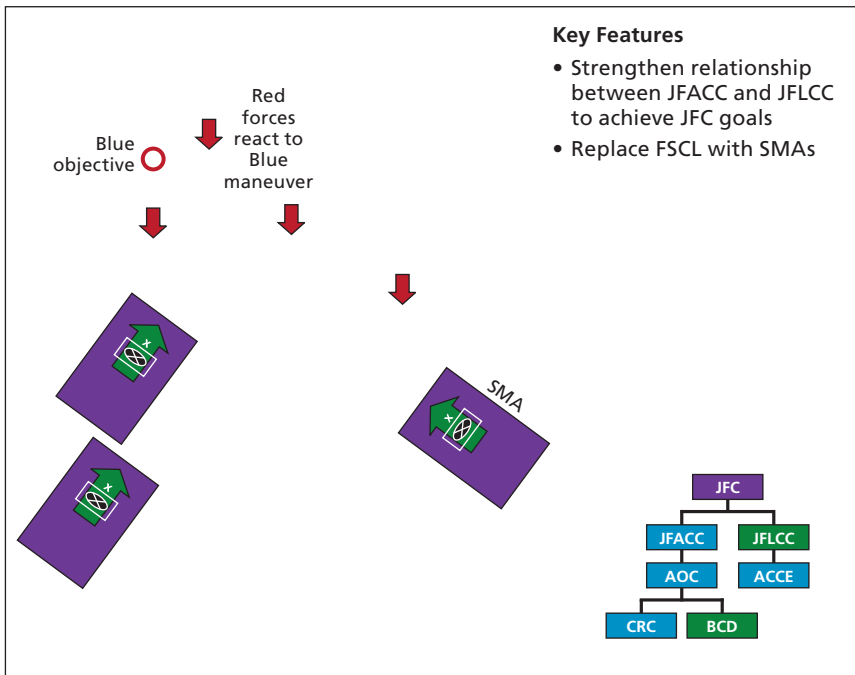 Key Features
• Strengthen relationship
between JFACC and JFLCC
to achieve JFC goals
• Replace FSCL with SMAs
Red
forces
react to
Blue
maneuver
Blue
objective
x
x
SMA
x
JFC
JFACC
JFLCC
AOC
ACCE
CRC
BCD